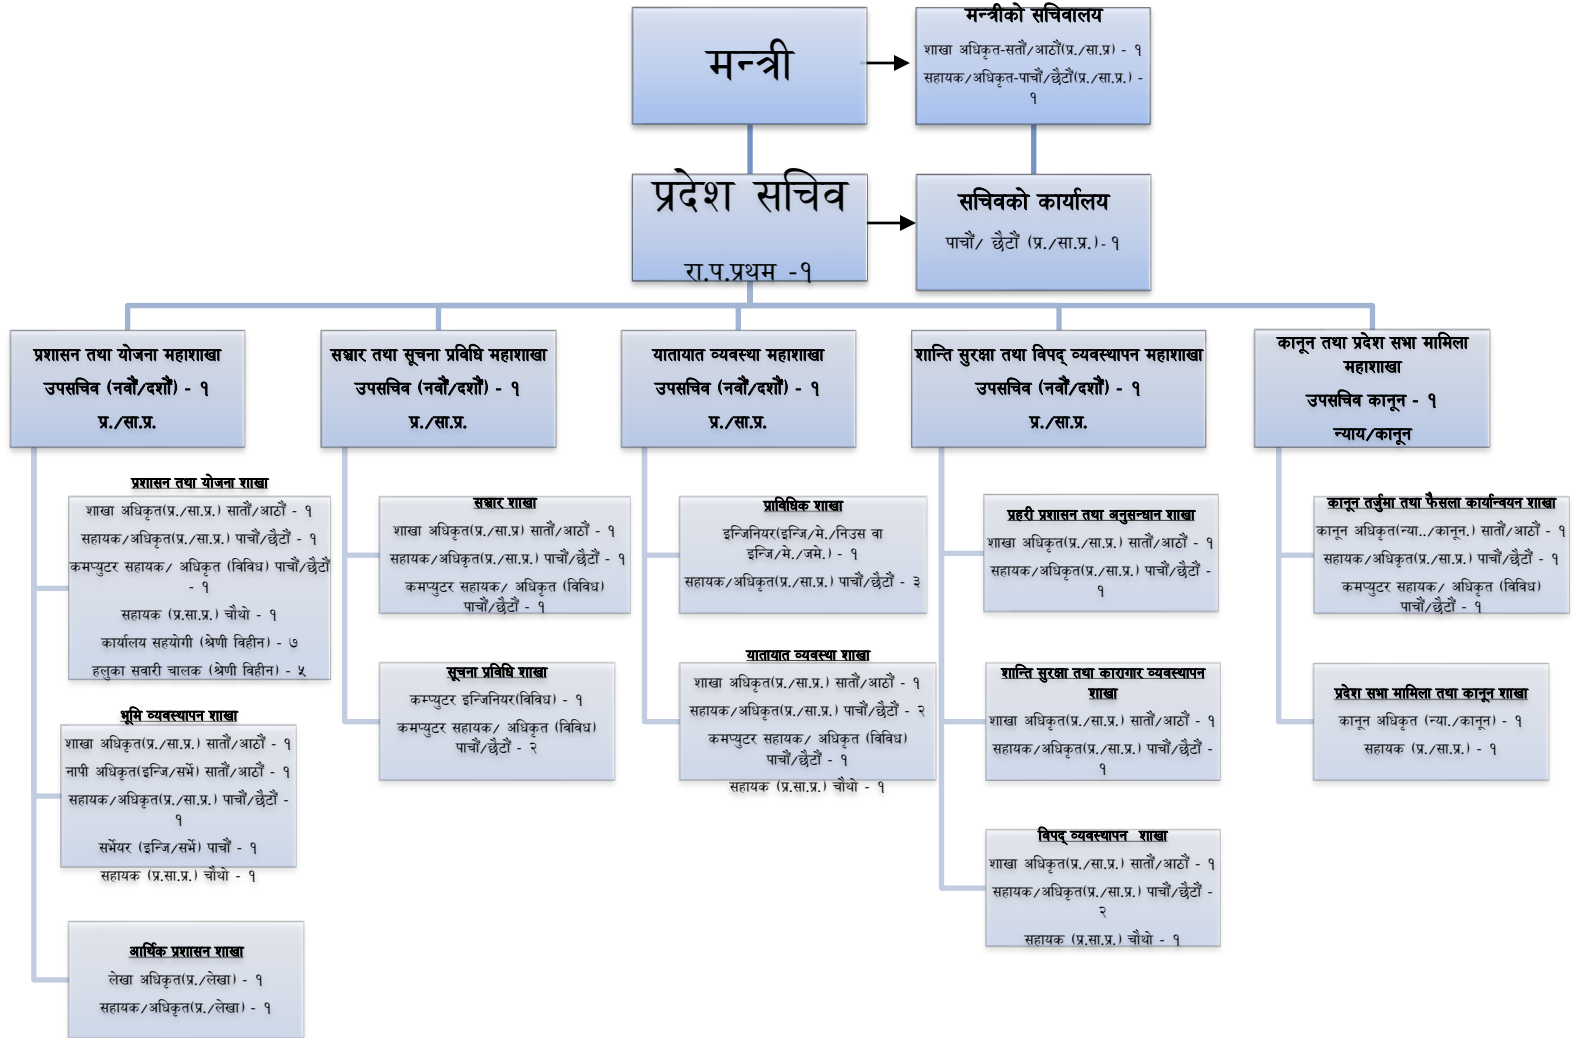 मन्त्री
मन्त्रीको सचिवालय
शाखा अधिकृत-सतौं/आठौं(प्र./सा.प्र) - १
सहायक/अधिकृत-पाचौं/छैटौं(प्र./सा.प्र.) -
१
प्रदेश सचिव
रा.प.प्रथम -१
सचिवको कार्यालय
पाचौं/ छैटौं (प्र./सा.प्र.)- १
प्रशासन तथा योजना महाशाखा
उपसचिव (नवौं/दशौं) - १
प्र./सा.प्र.
सञ्चार तथा सूचना प्रविधि महाशाखा
उपसचिव (नवौं/दशौं) - १
प्र./सा.प्र.
यातायात व्यवस्था महाशाखा
उपसचिव (नवौं/दशौं) - १
प्र./सा.प्र.
शान्ति सुरक्षा तथा विपद् व्यवस्थापन महाशाखा
उपसचिव (नवौं/दशौं) - १
प्र./सा.प्र.
कानून तथा प्रदेश सभा मामिला
महाशाखा
उपसचिव कानून - १
न्याय/कानून
प्रशासन तथा योजना शाखा
शाखा अधिकृत(प्र./सा.प्र.) सातौं/आठौं - १
सहायक/अधिकृत(प्र./सा.प्र.) पाचौं/छैटौं - १
कमप्युटर सहायक/ अधिकृत (विविध) पाचौं/छैटौं
- १
सहायक (प्र.सा.प्र.) चौथो - १
कार्यालय सहयोगी (श्रेणी विहीन) - ७
हलुका सवारी चालक (श्रेणी विहीन) - ५
भूमि व्यवस्थापन शाखा
शाखा अधिकृत(प्र./सा.प्र.) सातौं/आठौं - १
नापी अधिकृत(इन्जि/सर्भे) सातौं/आठौं - १
सहायक/अधिकृत(प्र./सा.प्र.) पाचौं/छैटौं -
१
सर्भेयर (इन्जि/सर्भे) पाचौं - १
सहायक (प्र.सा.प्र.) चौथो - १
आर्थिक प्रशासन शाखा
लेखा अधिकृत(प्र./लेखा) - १
सहायक/अधिकृत(प्र./लेखा) - १
सञ्चार शाखा
शाखा अधिकृत(प्र./सा.प्र) सातौं/आठौं - १
सहायक/अधिकृत(प्र./सा.प्र.) पाचौं/छैटौं - १
कमप्युटर सहायक/ अधिकृत (विविध)
पाचौं/छैटौं - १
सूचना प्रविधि शाखा
कम्प्युटर इन्जिनियर(विविध) - १
कमप्युटर सहायक/ अधिकृत (विविध)
पाचौं/छैटौं - २
प्राविधिक शाखा
इन्जिनियर(इन्जि/मे./निउस वा
इन्जि/मे./जमे.) - १
सहायक/अधिकृत(प्र./सा.प्र.) पाचौं/छैटौं - ३
यातायात व्यवस्था शाखा
शाखा अधिकृत(प्र./सा.प्र.) सातौं/आठौं - १
सहायक/अधिकृत(प्र./सा.प्र.) पाचौं/छैटौं - २
कमप्युटर सहायक/ अधिकृत (विविध)
पाचौं/छैटौं - १
सहायक (प्र.सा.प्र.) चौथो - १
प्रहरी प्रशासन तथा अनुसन्धान शाखा
शाखा अधिकृत(प्र./सा.प्र.) सातौं/आठौं - १
सहायक/अधिकृत(प्र./सा.प्र.) पाचौं/छैटौं -
१
शान्ति सुरक्षा तथा कारागार व्यवस्थापन
शाखा
शाखा अधिकृत(प्र./सा.प्र.) सातौं/आठौं - १
सहायक/अधिकृत(प्र./सा.प्र.) पाचौं/छैटौं -
१
विपद् व्यवस्थापन शाखा
शाखा अधिकृत(प्र./सा.प्र.) सातौं/आठौं - १
सहायक/अधिकृत(प्र./सा.प्र.) पाचौं/छैटौं -
२
सहायक (प्र.सा.प्र.) चौथो - १
कानून तर्जुमा तथा फैसला कार्यान्वयन शाखा
कानून अधिकृत(न्या../कानून.) सातौं/आठौं - १
सहायक/अधिकृत(प्र./सा.प्र.) पाचौं/छैटौं - १
कमप्युटर सहायक/ अधिकृत (विविध)
पाचौं/छैटौं - १
प्रदेश सभा मामिला तथा कानून शाखा
कानून अधिकृत (न्या./कानून) - १
सहायक (प्र./सा.प्र.) - १